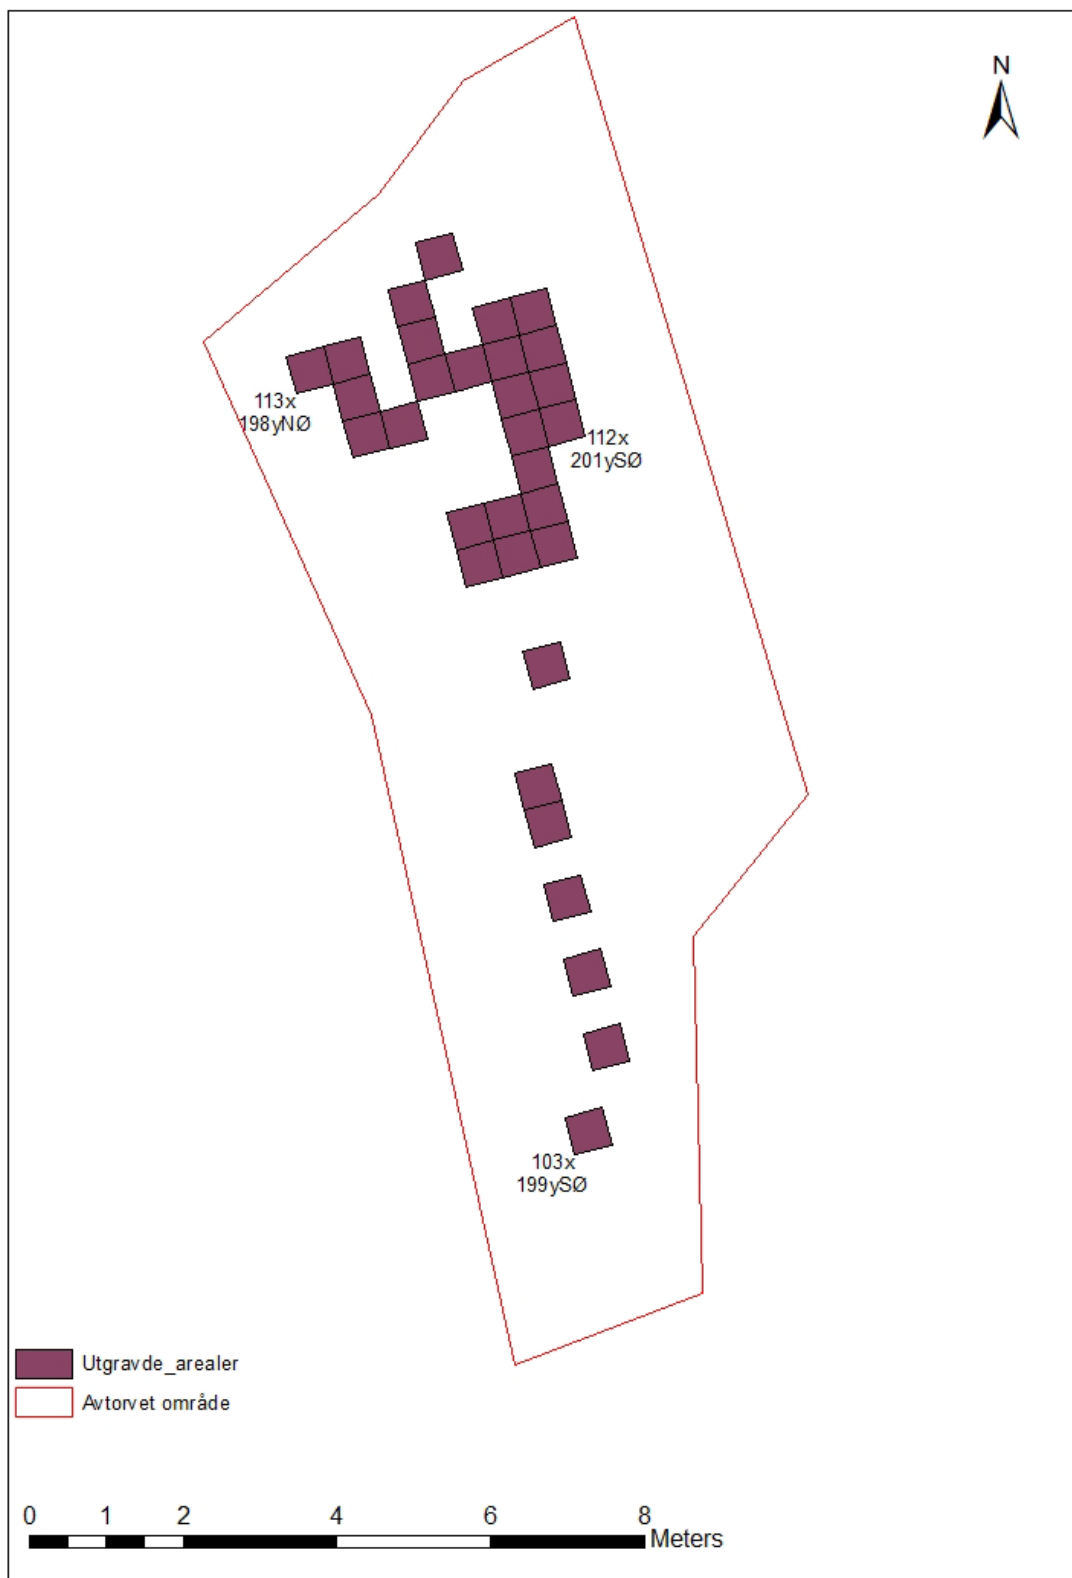 N
113x
198yNØ
112x
201ySØ
103x
199ySØ
Utgravde_arealer
Avtorvet område
0 1 2 4 6 8
Meters